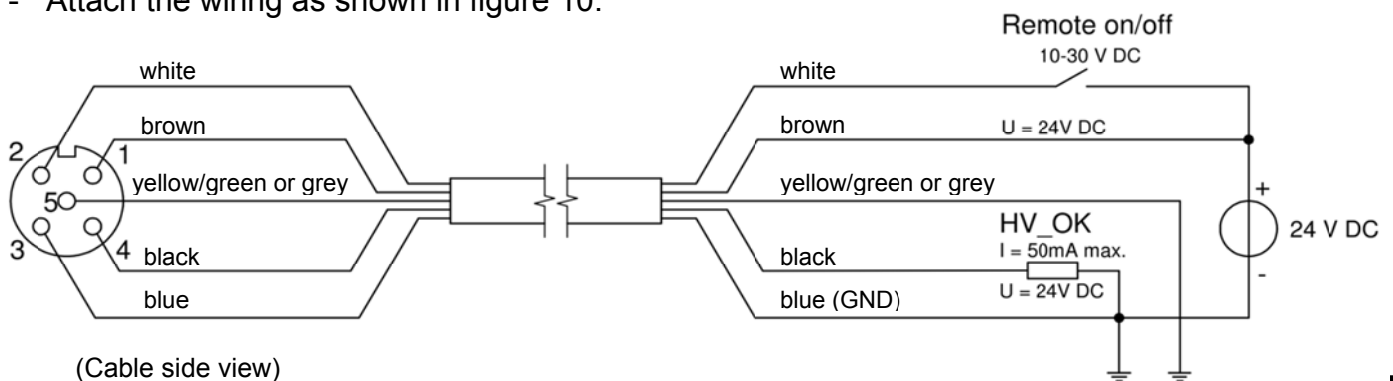 - Attach the wiring as shown in figure 10.
Remote on/off
10-30 V DC
white
white
brown
brown
U = 24V DC
2
1
yellow/green or grey
yellow/green or grey
5
+
24 V DC
-
HV_OK
I = 50mA max.
3
4
black
black
U = 24V DC
blue
blue (GND)
(Cable side view)